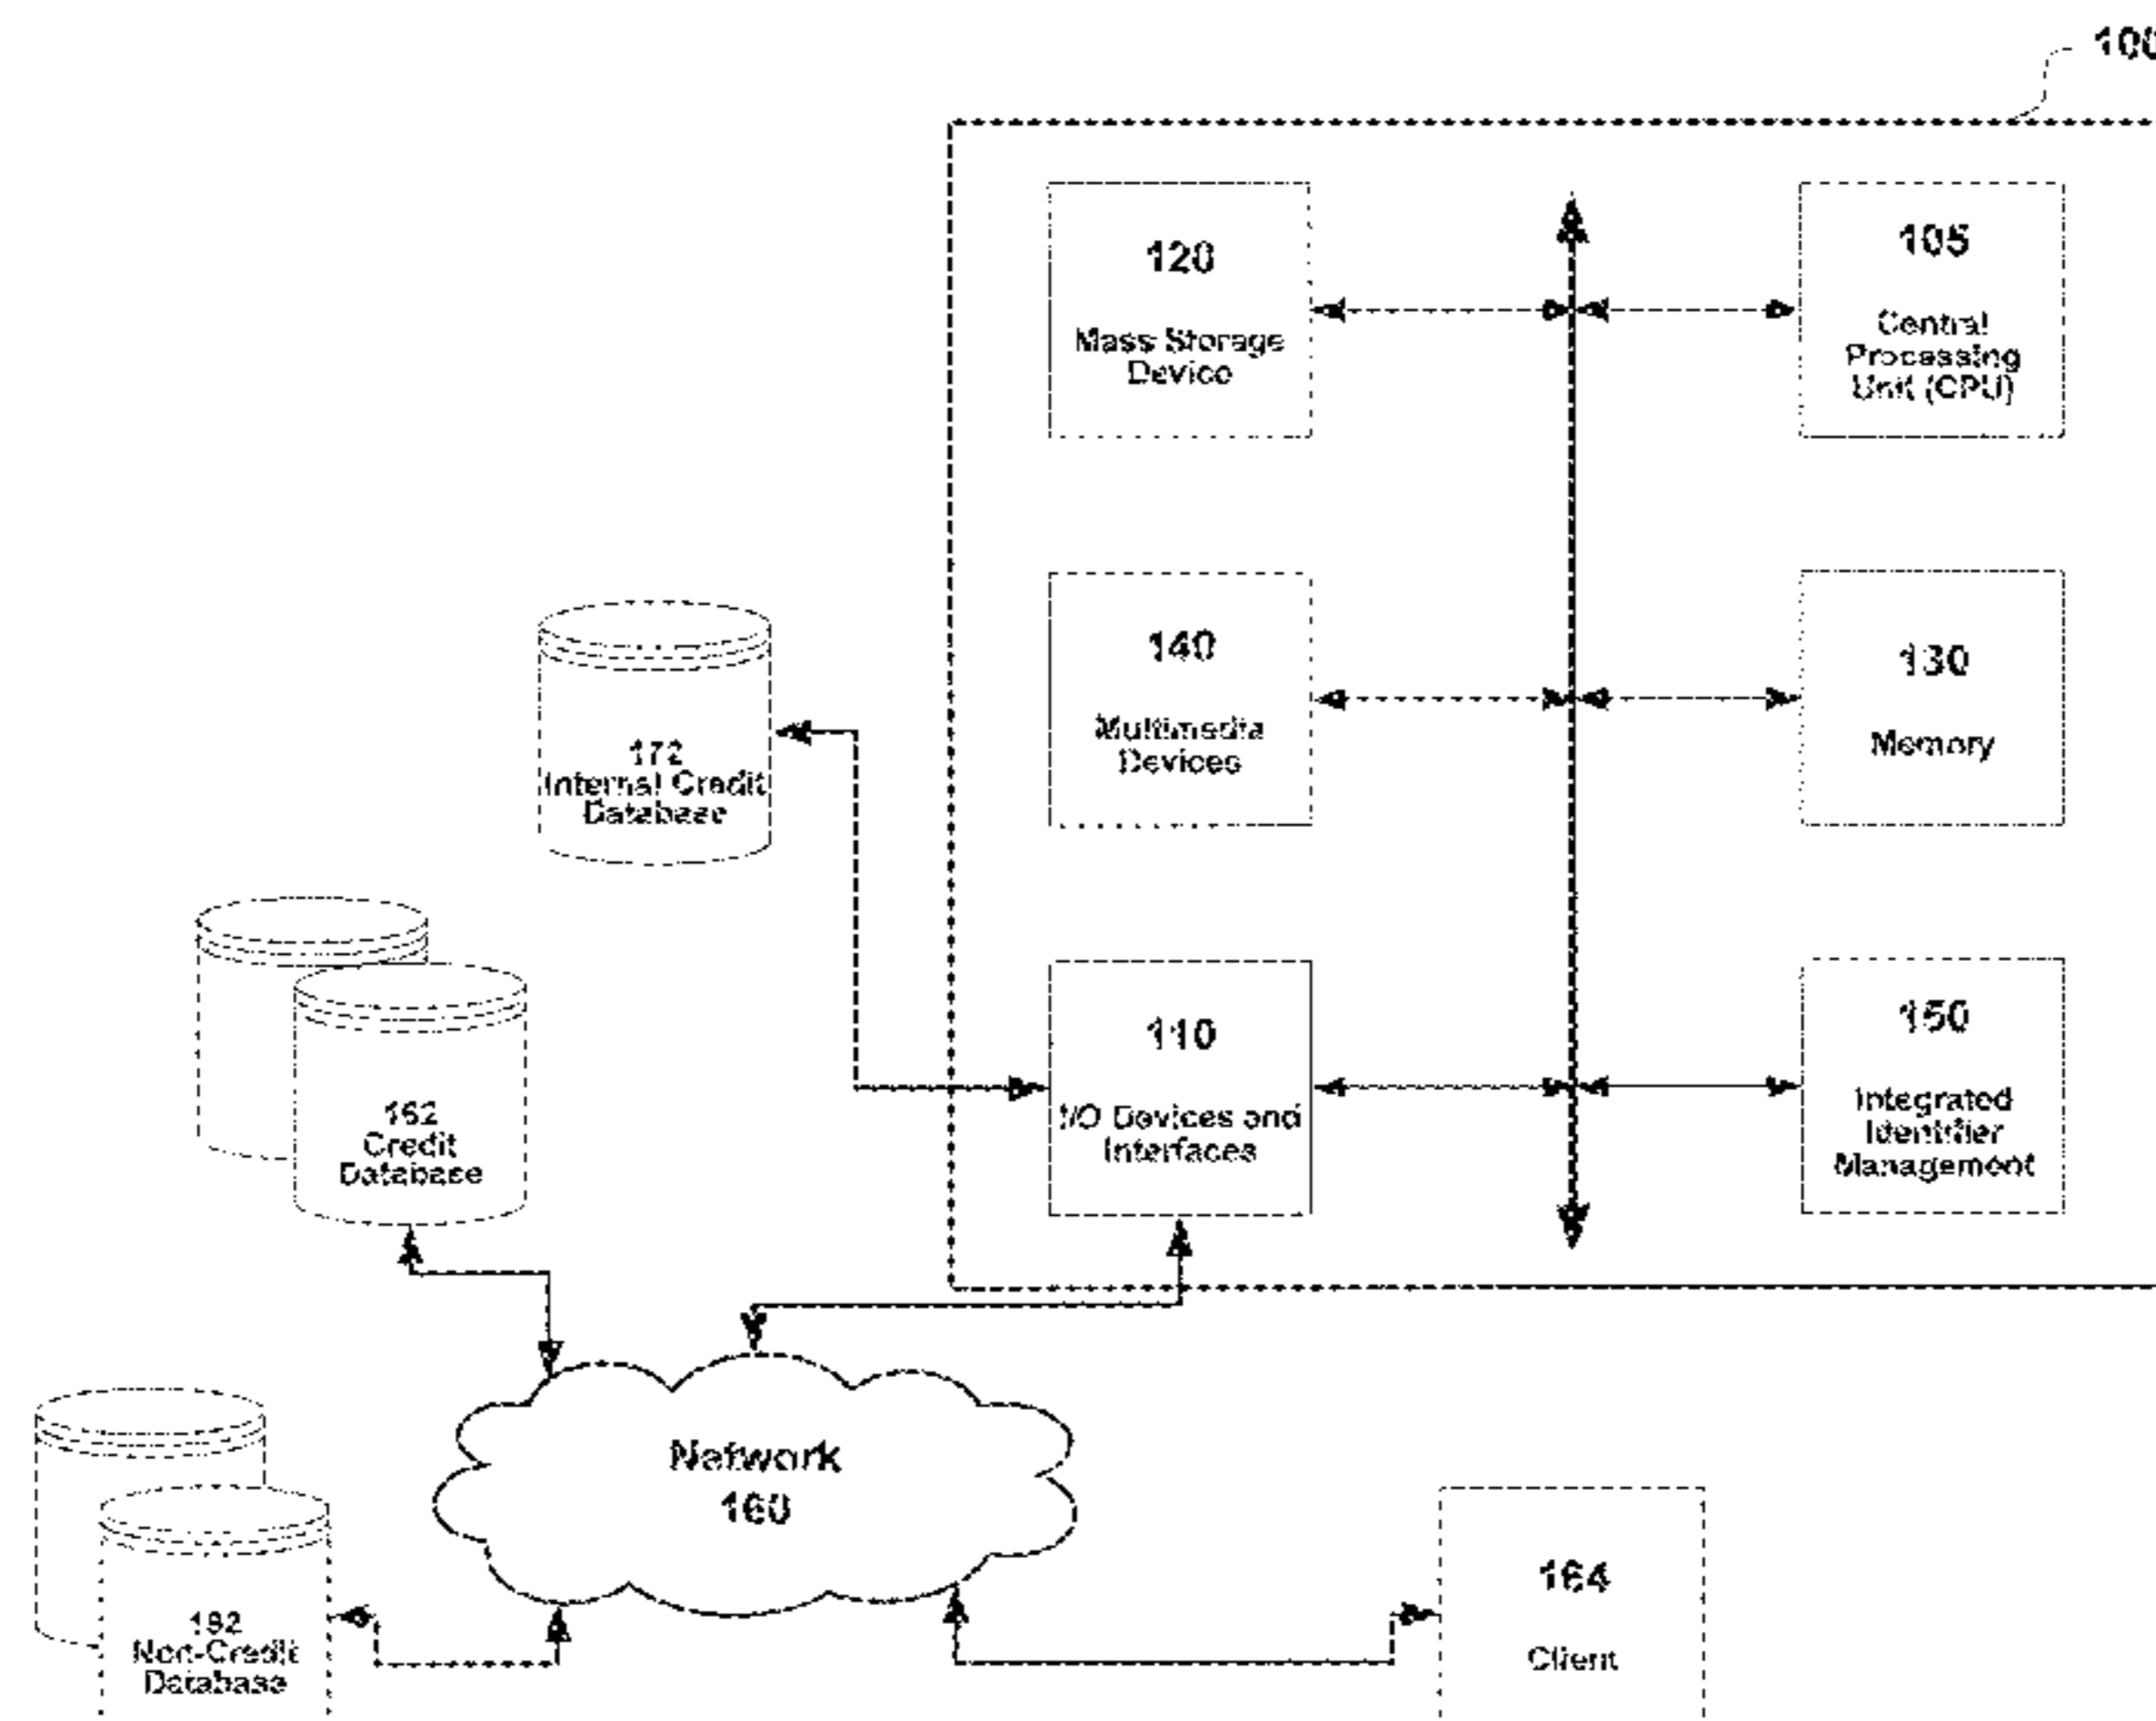 100
120
Mass Storage
Device
105
Central
Processing
Unit (CPU)
140
Multimedia
Devices
130
Memory
172
Internal Credit
Database
110
I/O Devices and
Interfaces
150
Integrated
Identifier
Management
162
Credit
Database
Network
160
182
Non-Credit
Database
164
Client